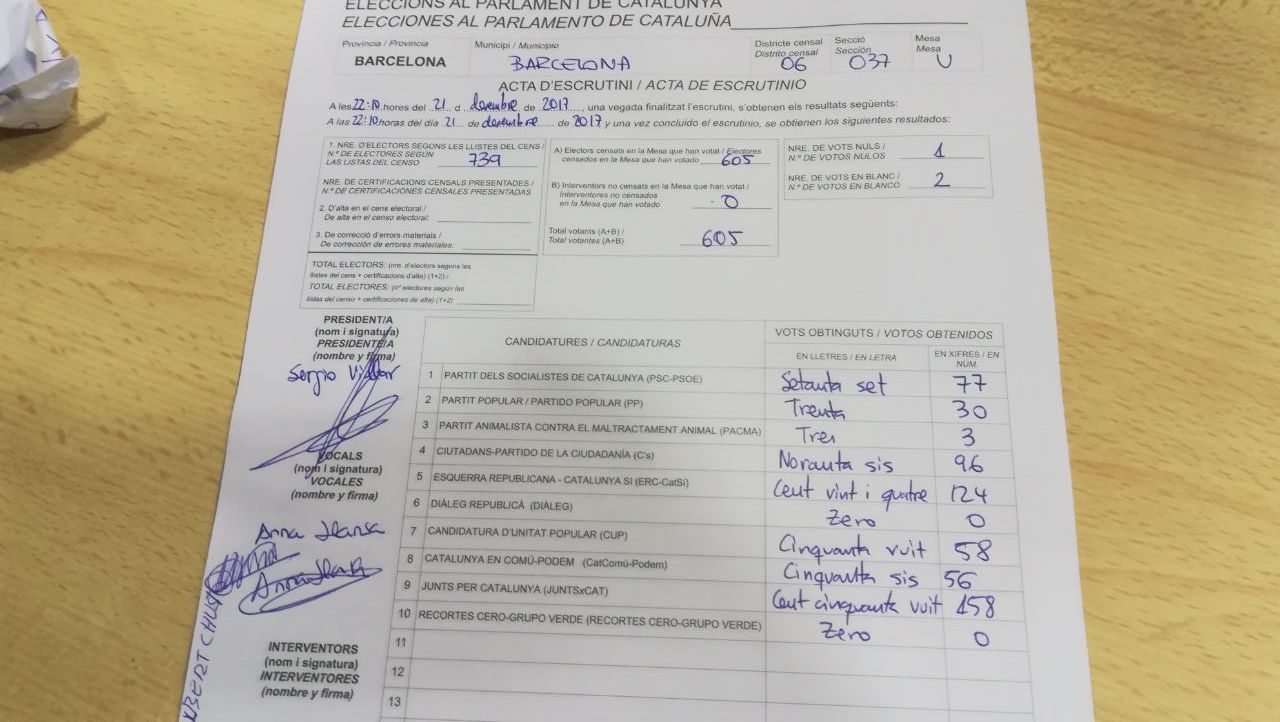 ELECCIONS AL PARLAMENT DE CATALUNYA
ELECCIONES AL PARLAMENTO DE CATALUÑA
Província / Provincia
BARCELONA
Municipi / Municipio
BARCELONA
Districte censal
Distrito censal
06
Secció
Sección
037
Mesa
Mesa
U
ACTA D'ESCRUTINI / ACTA DE ESCRUTINIO
A les 22:10 hores del 21 d desembre de 2017, una vegada finalitzat l'escrutini, s'obtenen els resultats següents:
A las 22:10 horas del día 21 de desembre de 2017 y una vez concluido el escrutinio, se obtienen los siguientes resultados:
1. NRE. D'ELECTORS SEGONS LES LLISTES DEL CENS /
N.º DE ELECTORES SEGÚN
LAS LISTAS DEL CENSO 739
NRE. DE CERTIFICACIONS CENSALS PRESENTADES /
N.º DE CERTIFICACIONES CENSALES PRESENTADAS
2. D'alta en el cens electoral /
De alta en el censo electoral:
3. De correcció d'errors materials /
De corrección de errores materiales:
TOTAL ELECTORS: (nre. d'electors segons les
llistes del cens + certificacions d'alta) (1+2) /
TOTAL ELECTORES: (nº electores según las
listas del censo + certificaciones de alta) (1+2)
A) Electors censats en la Mesa que han votat / Electores
censados en la Mesa que han votado 605
B) Interventors no censats en la Mesa que han votat /
Interventores no censados
en la Mesa que han votado 0
Total votants (A+B) /
Total votantes (A+B) 605
NRE. DE VOTS NULS /
N.º DE VOTOS NULOS 1
NRE. DE VOTS EN BLANC /
N.º DE VOTOS EN BLANCO 2
PRESIDENT/A
(nom i signatura)
PRESIDENTE/A
(nombre y firma)
Sergio Villar
VOCALS
(nom i signatura)
VOCALES
(nombre y firma)
Anna
Anna
INTERVENTORS
(nom i signatura)
INTERVENTORES
(nombre y firma)
CANDIDATURES / CANDIDATURAS
VOTS OBTINGUTS / VOTOS OBTENIDOS
EN LLETRES / EN LETRA
EN XIFRES / EN
NÚM.
1 PARTIT DELS SOCIALISTES DE CATALUNYA (PSC-PSOE) Setanta set 77
2 PARTIT POPULAR / PARTIDO POPULAR (PP) Trenta 30
3 PARTIT ANIMALISTA CONTRA EL MALTRACTAMENT ANIMAL (PACMA) Tres 3
4 CIUTADANS-PARTIDO DE LA CIUDADANÍA (C's) Noranta sis 96
5 ESQUERRA REPUBLICANA - CATALUNYA SÍ (ERC-CatSí) Cent vint i quatre 124
6 DIÀLEG REPUBLICÀ (DIÀLEG) Zero 0
7 CANDIDATURA D'UNITAT POPULAR (CUP) Cinquanta vuit 58
8 CATALUNYA EN COMÚ-PODEM (CatComú-Podem) Cinquanta sis 56
9 JUNTS PER CATALUNYA (JUNTSxCAT) Cent cinquanta vuit 158
10 RECORTES CERO-GRUPO VERDE (RECORTES CERO-GRUPO VERDE) Zero 0
11
12
13